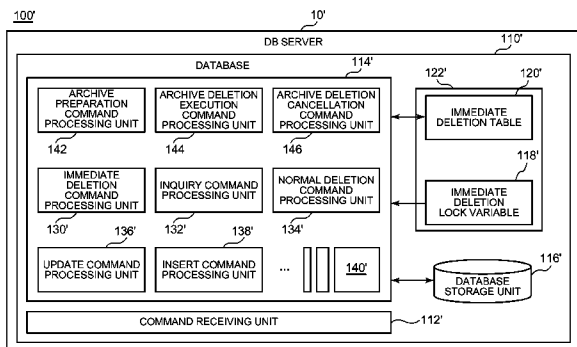 100'
10'
DB SERVER
110'
DATABASE
114'
122'
120'
ARCHIVE
PREPARATION
COMMAND
PROCESSING UNIT
ARCHIVE DELETION
EXECUTION
COMMAND
PROCESSING UNIT
ARCHIVE DELETION
CANCELLATION
COMMAND
PROCESSING UNIT
IMMEDIATE
DELETION TABLE
142
144
146
118'
IMMEDIATE
DELETION COMMAND
PROCESSING UNIT
INQUIRY COMMAND
PROCESSING UNIT
NORMAL DELETION
COMMAND
PROCESSING UNIT
IMMEDIATE
DELETION
LOCK VARIABLE
130'
132'
134'
136'
138'
UPDATE COMMAND
PROCESSING UNIT
INSERT COMMAND
PROCESSING UNIT
...
140'
116'
DATABASE
STORAGE UNIT
COMMAND RECEIVING UNIT
112'